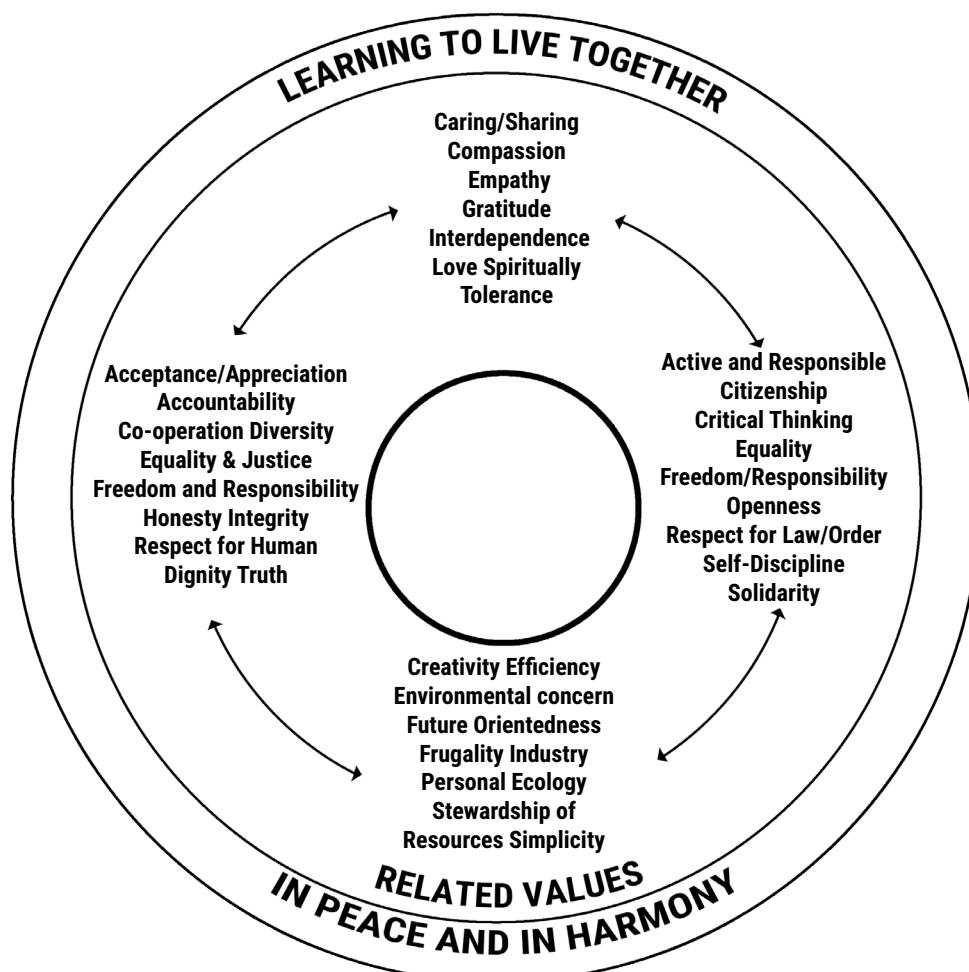 LEARNING TO LIVE TOGETHER
Caring/Sharing
Compassion
Empathy
Gratitude
Interdependence
Love Spiritually
Tolerance
Acceptance/Appreciation
Accountability
Co-operation Diversity
Equality & Justice
Freedom and Responsibility
Honesty Integrity
Respect for Human
Dignity Truth
Active and Responsible
Citizenship
Critical Thinking
Equality
Freedom/Responsibility
Openness
Respect for Law/Order
Self-Discipline
Solidarity
Creativity Efficiency
Environmental concern
Future Orientedness
Frugality Industry
Personal Ecology
Stewardship of
Resources Simplicity
RELATED VALUES
IN PEACE AND IN HARMONY